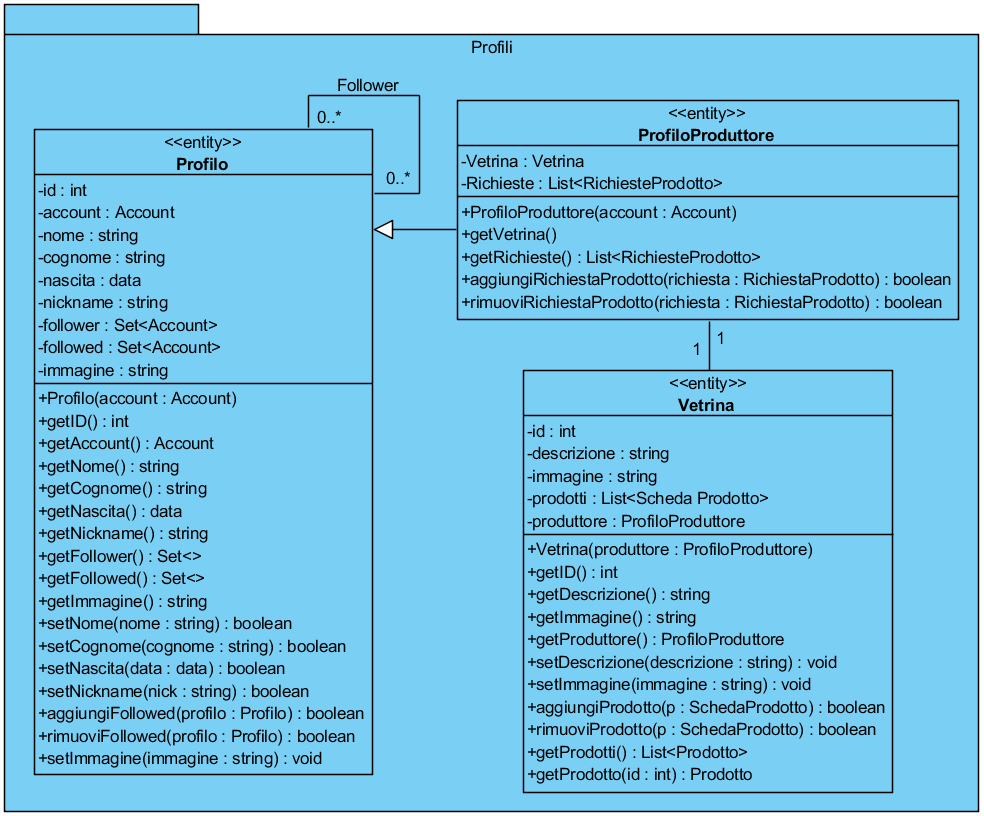 Profili
Follower
0..*
0..*
<<entity>>
Profilo
-id : int
-account : Account
-nome : string
-cognome : string
-nascita : data
-nickname : string
-follower : Set<Account>
-followed : Set<Account>
-immagine : string
+Profilo(account : Account)
+getID() : int
+getAccount() : Account
+getNome() : string
+getCognome() : string
+getNascita() : data
+getNickname() : string
+getFollower() : Set<>
+getFollowed() : Set<>
+getImmagine() : string
+setNome(nome : string) : boolean
+setCognome(cognome : string) : boolean
+setNascita(data : data) : boolean
+setNickname(nick : string) : boolean
+aggiungiFollowed(profilo : Profilo) : boolean
+rimuoviFollowed(profilo : Profilo) : boolean
+setImmagine(immagine : string) : void
<<entity>>
ProfiloProduttore
-Vetrina : Vetrina
-Richieste : List<RichiesteProdotto>
+ProfiloProduttore(account : Account)
+getVetrina()
+getRichieste() : List<RichiesteProdotto>
+aggiungiRichiestaProdotto(richiesta : RichiestaProdotto) : boolean
+rimuoviRichiestaProdotto(richiesta : RichiestaProdotto) : boolean
1
1
<<entity>>
Vetrina
-id : int
-descrizione : string
-immagine : string
-prodotti : List<Scheda Prodotto>
-produttore : ProfiloProduttore
+Vetrina(produttore : ProfiloProduttore)
+getID() : int
+getDescrizione() : string
+getImmagine() : string
+getProduttore() : ProfiloProduttore
+setDescrizione(descrizione : string) : void
+setImmagine(immagine : string) : void
+aggiungiProdotto(p : SchedaProdotto) : boolean
+rimuoviProdotto(p : SchedaProdotto) : boolean
+getProdotti() : List<Prodotto>
+getProdotto(id : int) : Prodotto